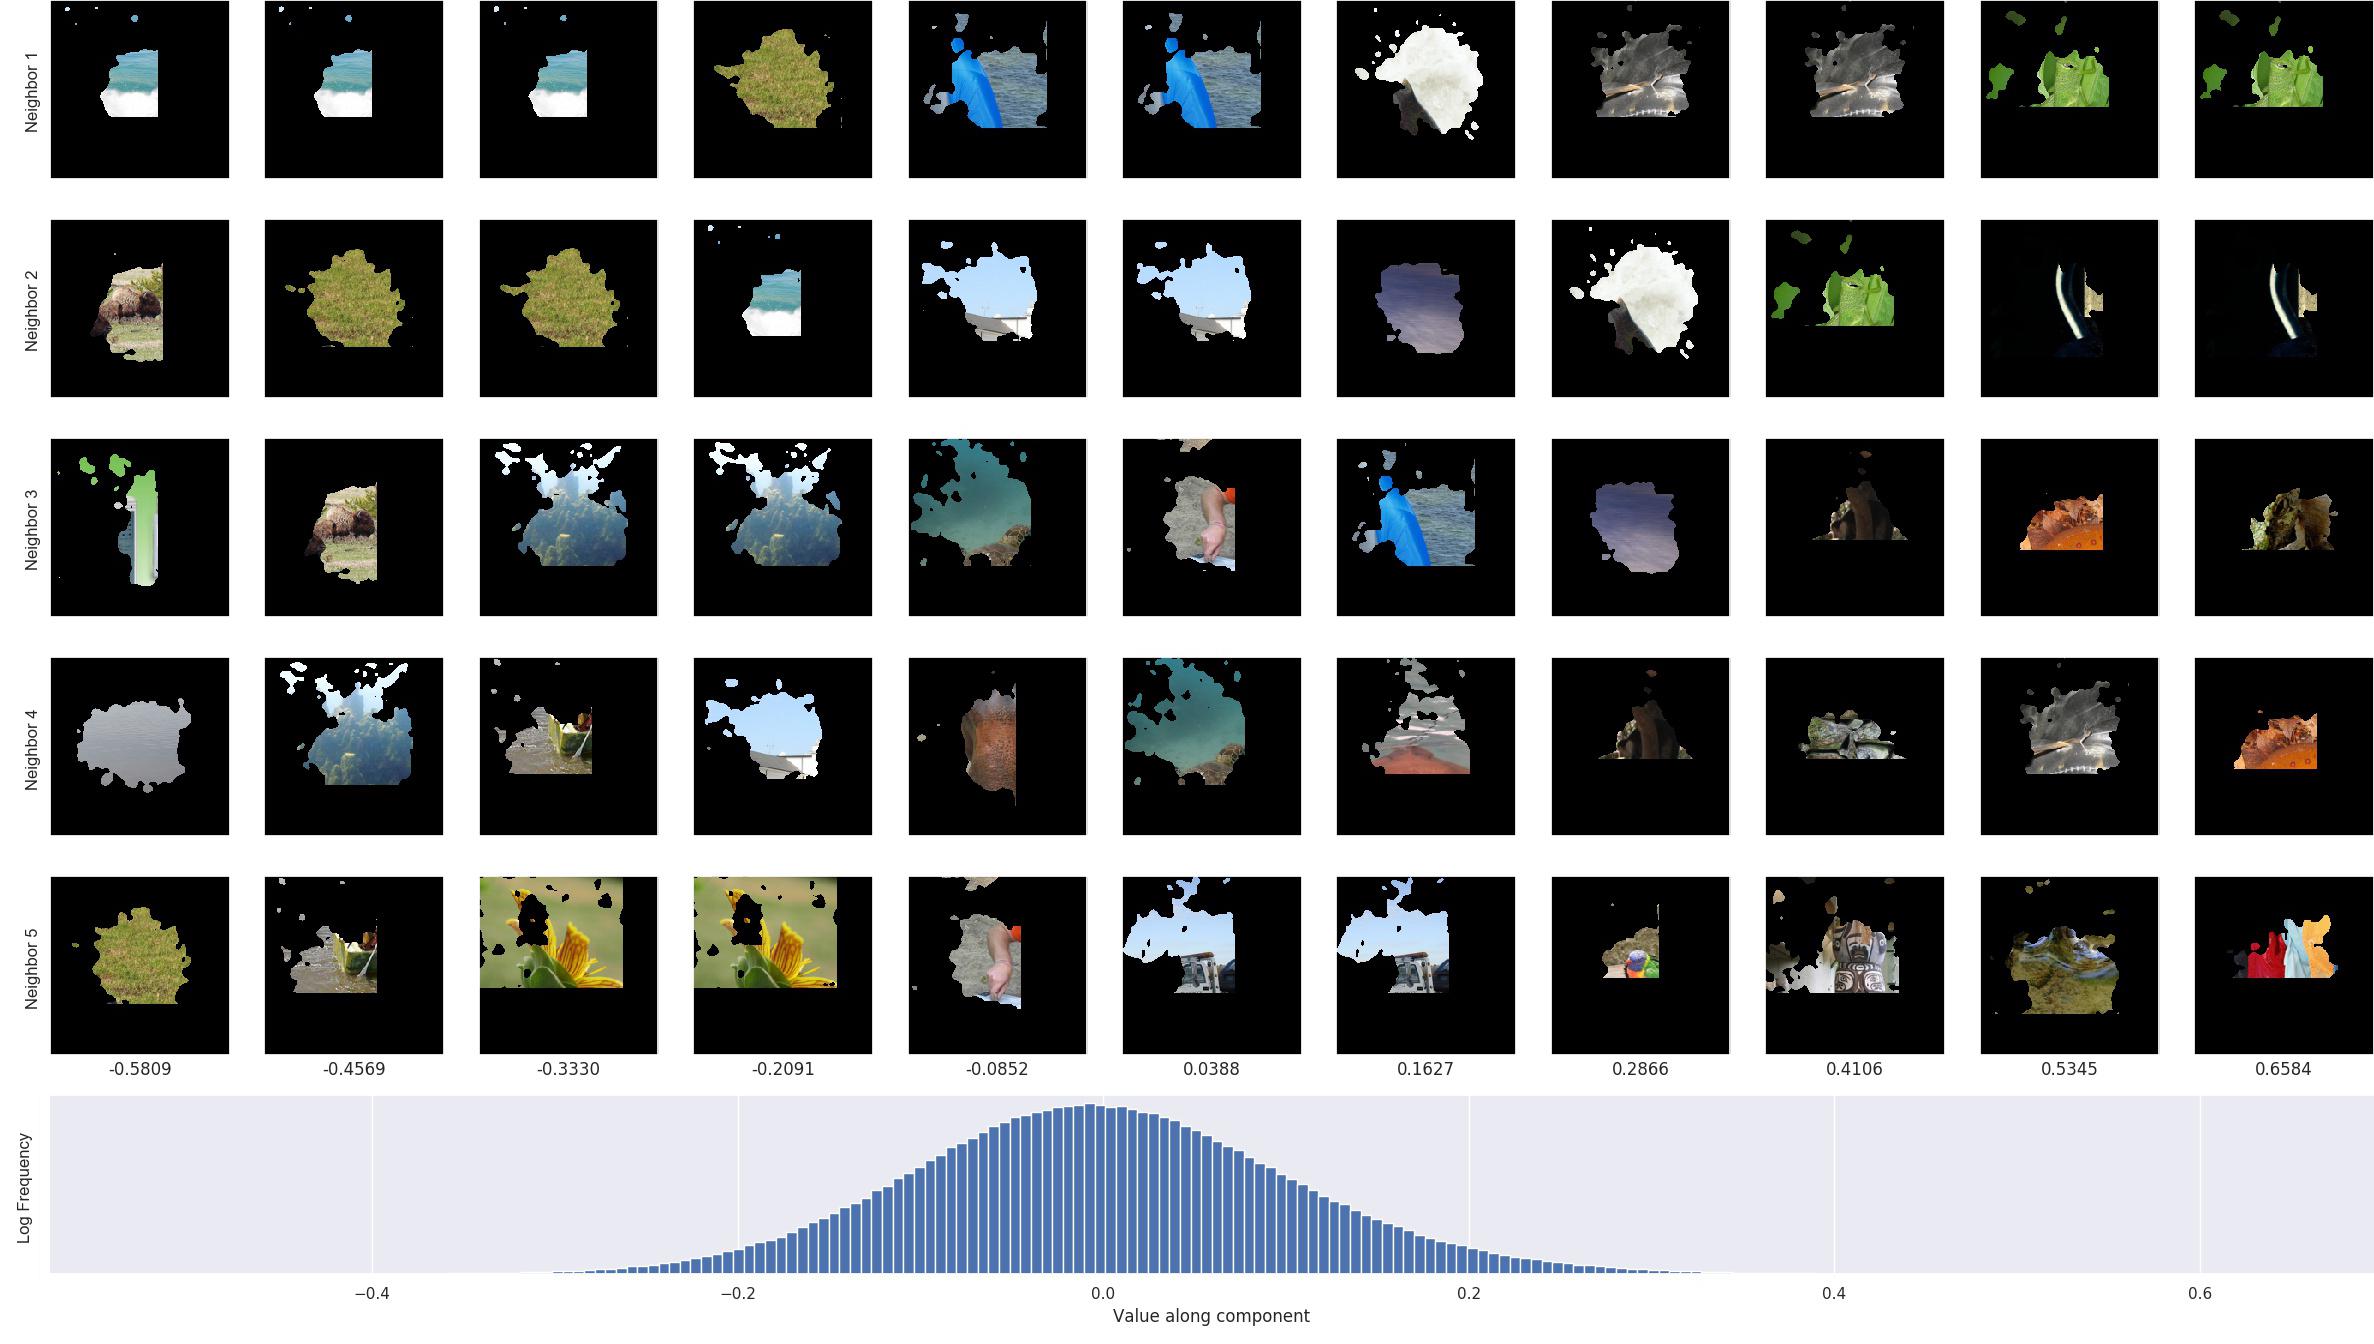 Neighbor 1
Neighbor 2
Neighbor 3
Neighbor 4
Neighbor 5
-0.5809 -0.4569 -0.3330 -0.2091 -0.0852 0.0388 0.1627 0.2866 0.4106 0.5345 0.6584
Log Frequency
−0.4 −0.2 0.0 0.2 0.4 0.6
Value along component